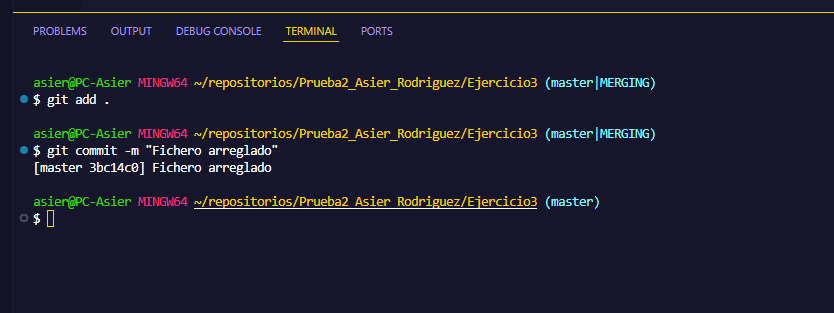 PROBLEMS OUTPUT DEBUG CONSOLE TERMINAL PORTS
asier@PC-Asier MINGW64 ~/repositorios/Prueba2_Asier_Rodriguez/Ejercicio3 (master|MERGING)
$ git add .
asier@PC-Asier MINGW64 ~/repositorios/Prueba2_Asier_Rodriguez/Ejercicio3 (master|MERGING)
$ git commit -m "Fichero arreglado"
[master 3bc14c0] Fichero arreglado
asier@PC-Asier MINGW64 ~/repositorios/Prueba2_Asier_Rodriguez/Ejercicio3 (master)
$